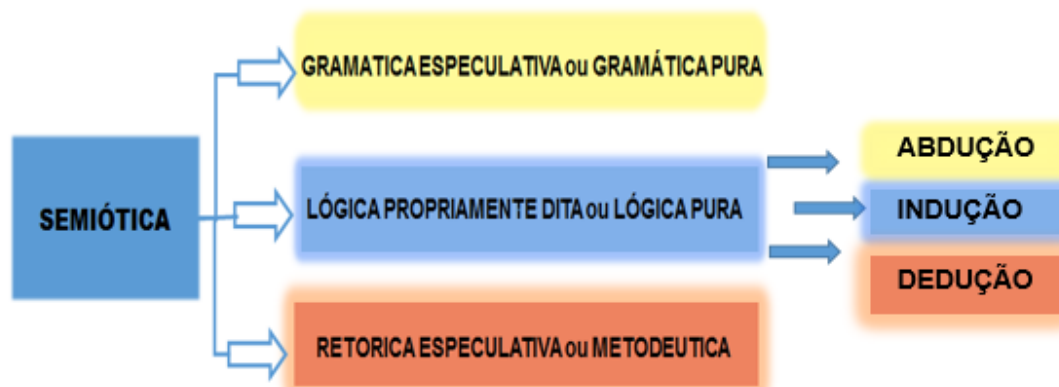 GRAMATICA ESPECULATIVA ou GRAMÁTICA PURA
SEMIÓTICA
LÓGICA PROPRIAMENTE DITA ou LÓGICA PURA
RETORICA ESPECULATIVA ou METODEUTICA
ABDUÇÃO
INDUÇÃO
DEDUÇÃO